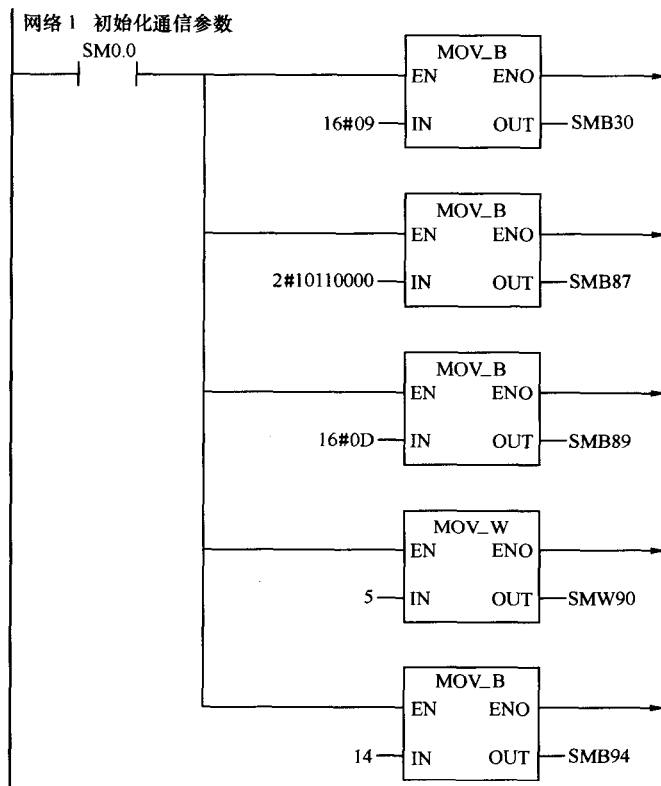 网络 1 初始化通信参数
SM0.0
MOV_B
EN ENO
16#09 IN OUT SMB30
MOV_B
EN ENO
2#10110000 IN OUT SMB87
MOV_B
EN ENO
16#0D IN OUT SMB89
MOV_W
EN ENO
5 IN OUT SMW90
MOV_B
EN ENO
14 IN OUT SMB94